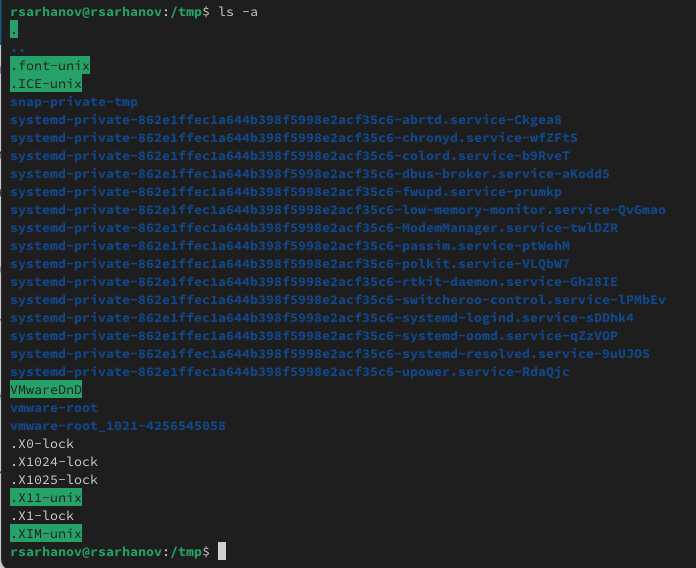 rsarhanov@rsarhanov:/tmp$ ls -a
.
..
.font-unix
.ICE-unix
snap-private-tmp
systemd-private-862e1ffec1a644b398f5998e2acf35c6-abrtd.service-Ckgea8
systemd-private-862e1ffec1a644b398f5998e2acf35c6-chronyd.service-wfZFtS
systemd-private-862e1ffec1a644b398f5998e2acf35c6-colord.service-b9RveT
systemd-private-862e1ffec1a644b398f5998e2acf35c6-dbus-broker.service-aKodd5
systemd-private-862e1ffec1a644b398f5998e2acf35c6-fwupd.service-prumkp
systemd-private-862e1ffec1a644b398f5998e2acf35c6-low-memory-monitor.service-QvGmao
systemd-private-862e1ffec1a644b398f5998e2acf35c6-ModemManager.service-twlDZR
systemd-private-862e1ffec1a644b398f5998e2acf35c6-passim.service-ptWehM
systemd-private-862e1ffec1a644b398f5998e2acf35c6-polkit.service-VLQbW7
systemd-private-862e1ffec1a644b398f5998e2acf35c6-rtkit-daemon.service-Gh28IE
systemd-private-862e1ffec1a644b398f5998e2acf35c6-switcheroo-control.service-lPMbEv
systemd-private-862e1ffec1a644b398f5998e2acf35c6-systemd-logind.service-sDDhk4
systemd-private-862e1ffec1a644b398f5998e2acf35c6-systemd-oomd.service-qZzVOP
systemd-private-862e1ffec1a644b398f5998e2acf35c6-systemd-resolved.service-9uUJOS
systemd-private-862e1ffec1a644b398f5998e2acf35c6-upower.service-RdaQjc
VMwareDnD
vmware-root
vmware-root_1021-4256545058
.X0-lock
.X1024-lock
.X1025-lock
.X11-unix
.X1-lock
.XIM-unix
rsarhanov@rsarhanov:/tmp$